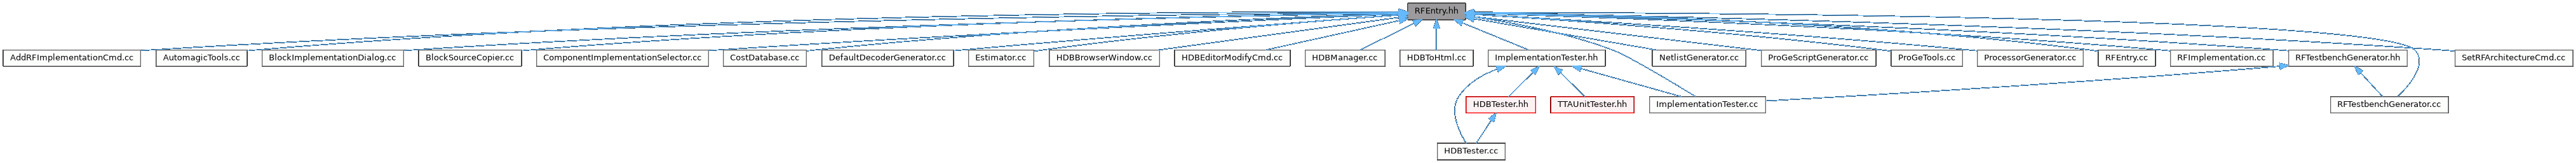 RFEntry.hh
AddRFImplementationCmd.cc
AutomagicTools.cc
BlockImplementationDialog.cc
BlockSourceCopier.cc
ComponentImplementationSelector.cc
CostDatabase.cc
DefaultDecoderGenerator.cc
Estimator.cc
HDBBrowserWindow.cc
HDBEditorModifyCmd.cc
HDBManager.cc
HDBToHtml.cc
ImplementationTester.hh
NetlistGenerator.cc
ProGeScriptGenerator.cc
ProGeTools.cc
ProcessorGenerator.cc
RFEntry.cc
RFImplementation.cc
RFTestbenchGenerator.hh
SetRFArchitectureCmd.cc
HDBTester.hh
TTAUnitTester.hh
ImplementationTester.cc
RFTestbenchGenerator.cc
HDBTester.cc